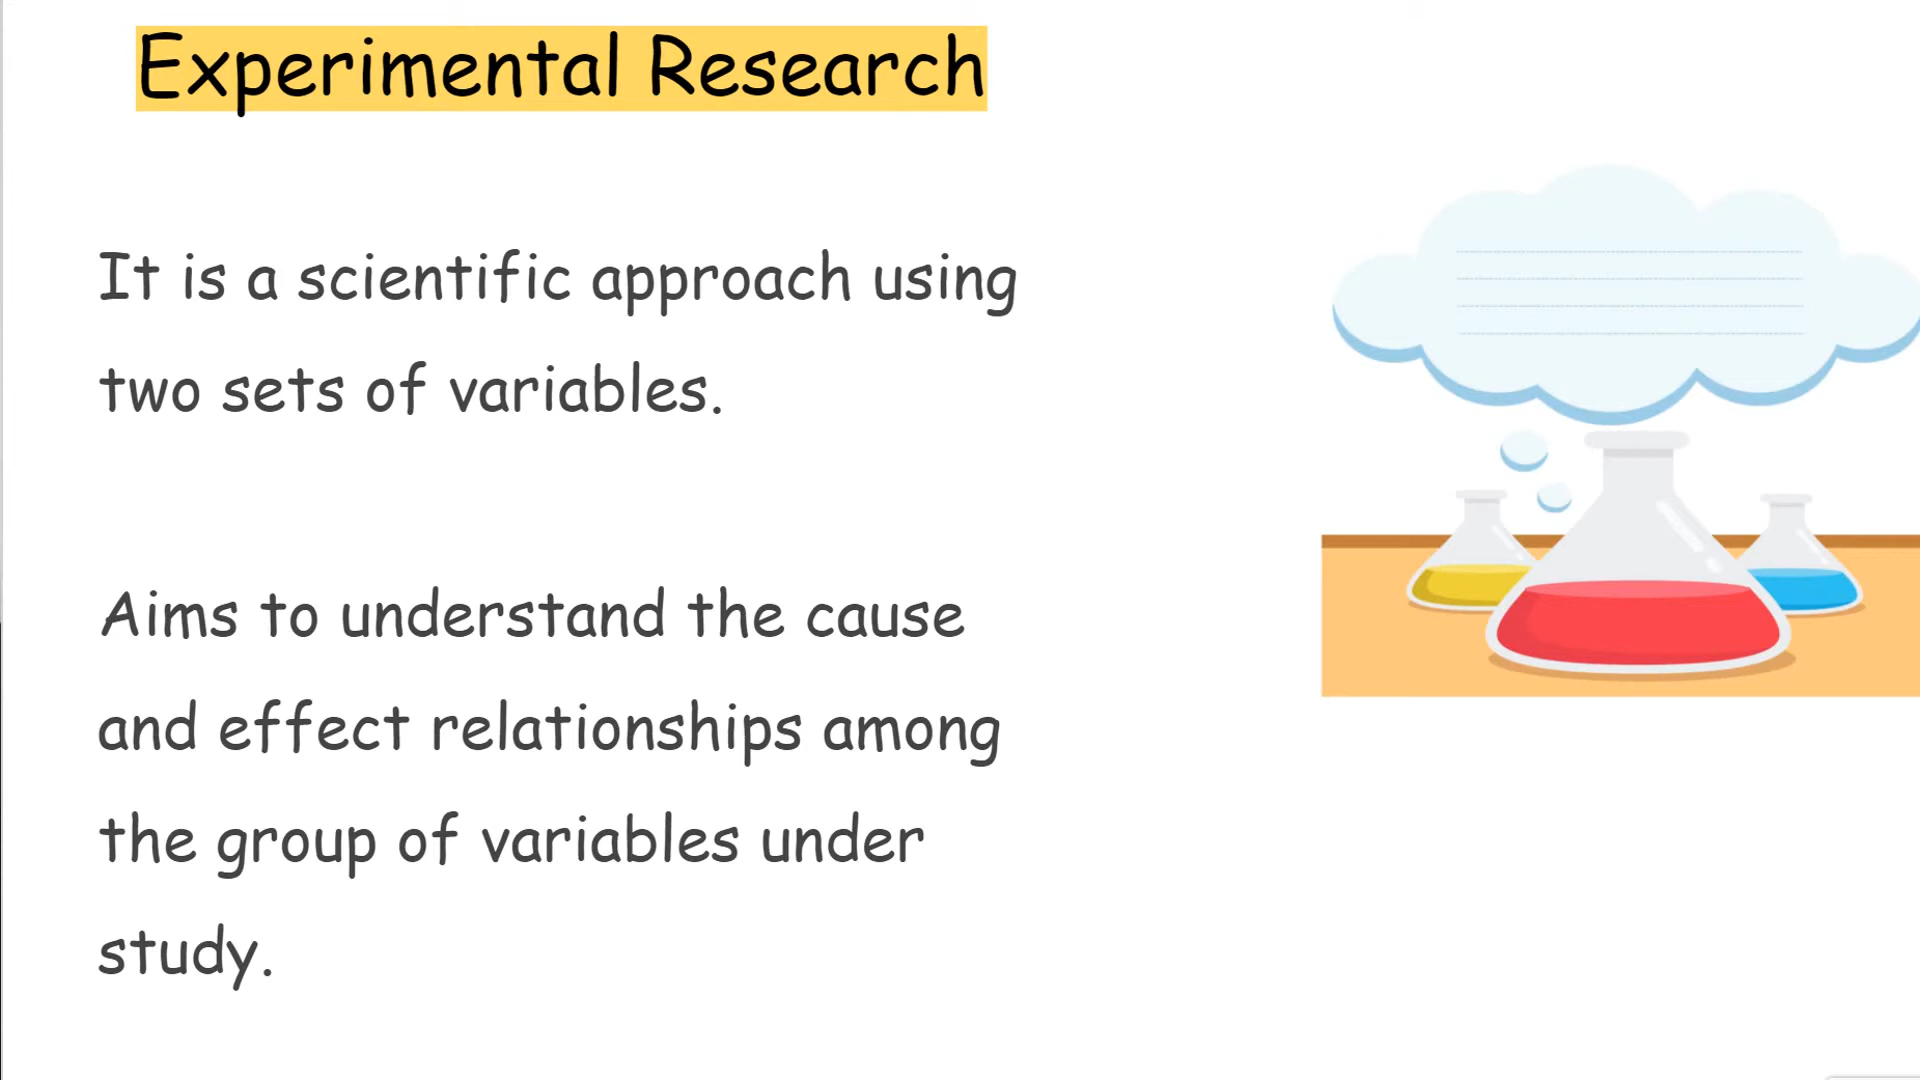 Experimental Research
It is a scientific approach using
two sets of variables.
Aims to understand the cause
and effect relationships among
the group of variables under
study.